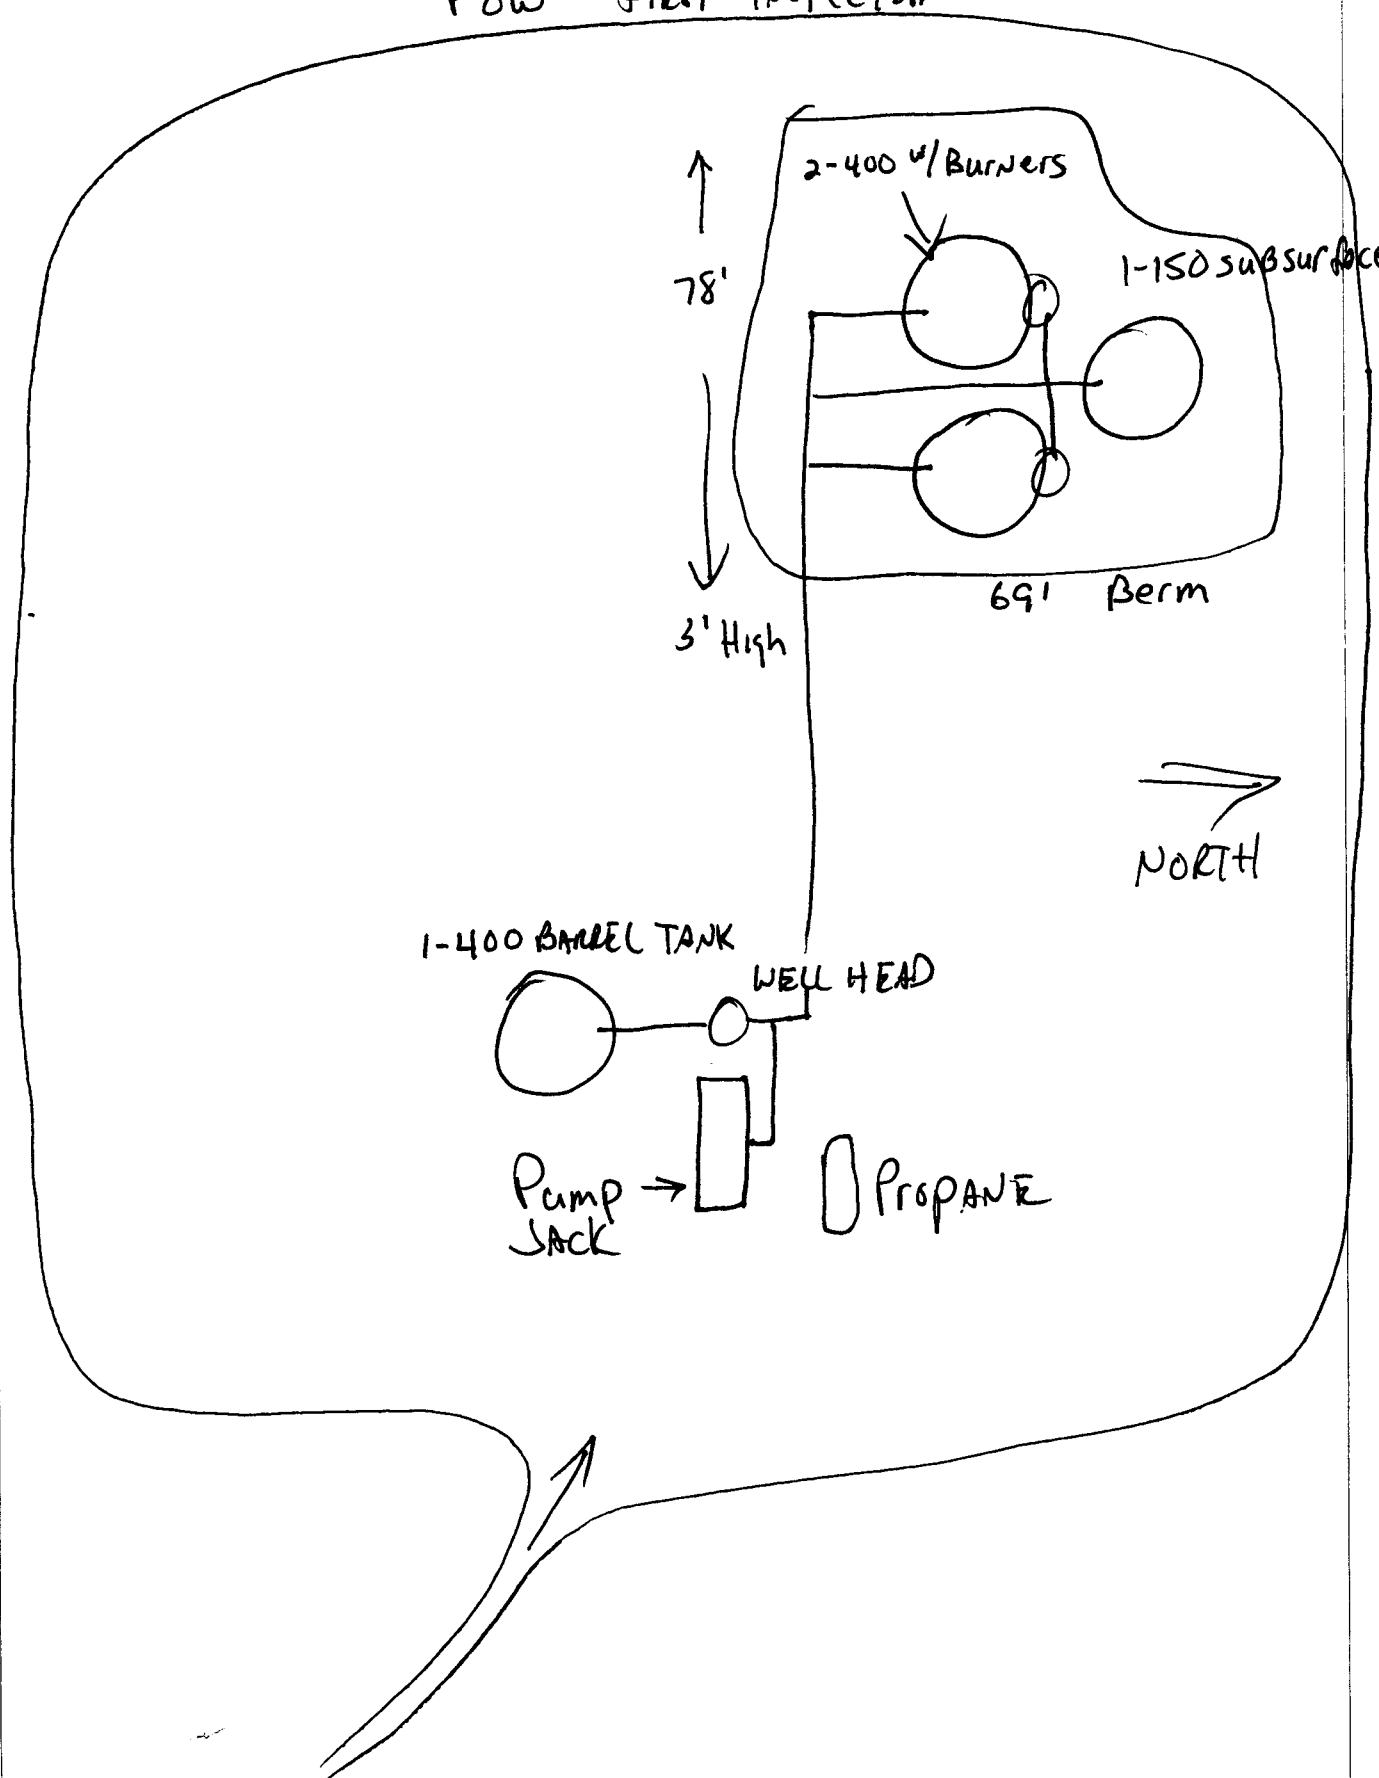 2-400 w/ Burners
1-150 subsurface
78'
69' Berm
3' High
NORTH
1-400 BARREL TANK
WELL HEAD
Pump
JACK
PROPANE